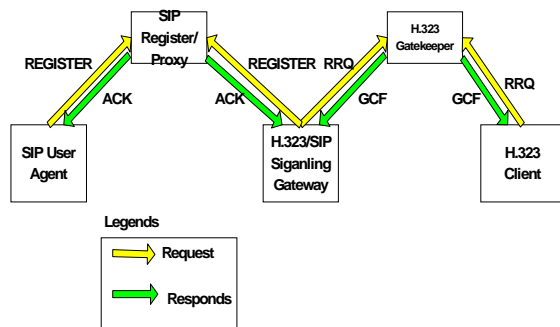 SIP
Register/
Proxy
H.323
Gatekeeper
REGISTER
REGISTER
RRQ
RRQ
ACK
ACK
GCF
GCF
SIP User
Agent
H.323/SIP
Siganling
Gateway
H.323
Client
Legends
Request
Responds